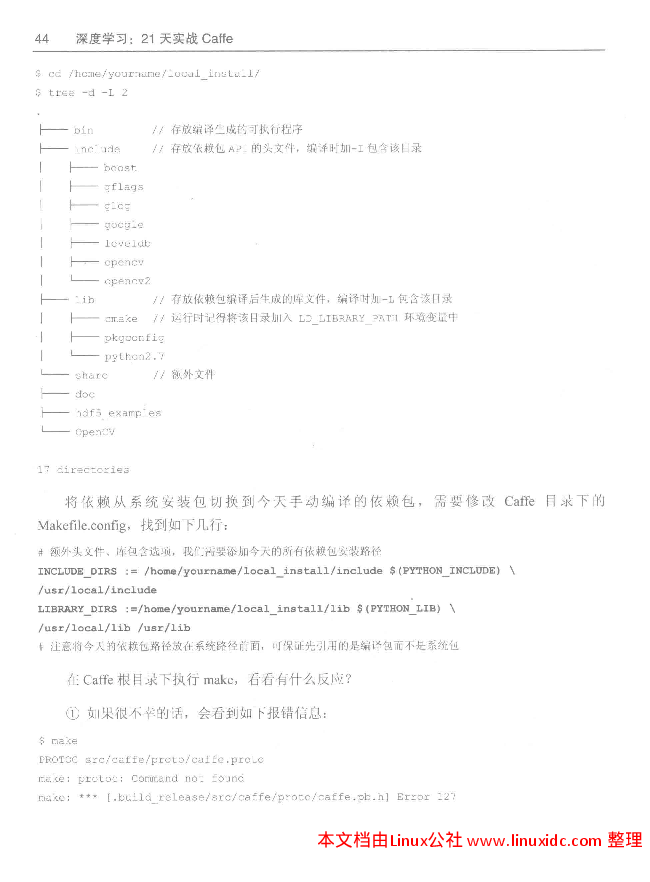 44 深度学习：21 天实战 Caffe
$ cd /home/yourname/local_install/
$ tree -d -L 2
.
├── bin // 存放编译生成的可执行程序
├── include // 存放依赖包 API 的头文件，编译时加-I 包含该目录
│ ├── boost
│ ├── gflags
│ ├── glog
│ ├── google
│ ├── leveldb
│ ├── opencv
│ └── opencv2
├── lib // 存放依赖包编译后生成的库文件，编译时加-L 包含该目录
│ ├── cmake // 运行时记得将该目录加入 LD_LIBRARY_PATH 环境变量中
│ ├── pkgconfig
│ └── python2.7
└── share // 额外文件
├── doc
├── hdf5_examples
└── OpenCV
17 directories
将依赖从系统安装包切换到今天手动编译的依赖包，需要修改 Caffe 目录下的
Makefile.config，找到如下几行：
# 额外头文件、库包含选项，我们需要添加今天的所有依赖包安装路径
INCLUDE_DIRS := /home/yourname/local_install/include $(PYTHON_INCLUDE) \
/usr/local/include
LIBRARY_DIRS :=/home/yourname/local_install/lib $(PYTHON_LIB) \
/usr/local/lib /usr/lib
# 注意将今天的依赖包路径放在系统路径前面，可保证先引用的是编译包而不是系统包
在 Caffe 根目录下执行 make，看看有什么反应？
① 如果很不幸的话，会看到如下报错信息：
$ make
PROTOC src/caffe/proto/caffe.proto
make: protoc: Command not found
make: *** [.build_release/src/caffe/proto/caffe.pb.h] Error 127
本文档由Linux公社 www.linuxidc.com 整理